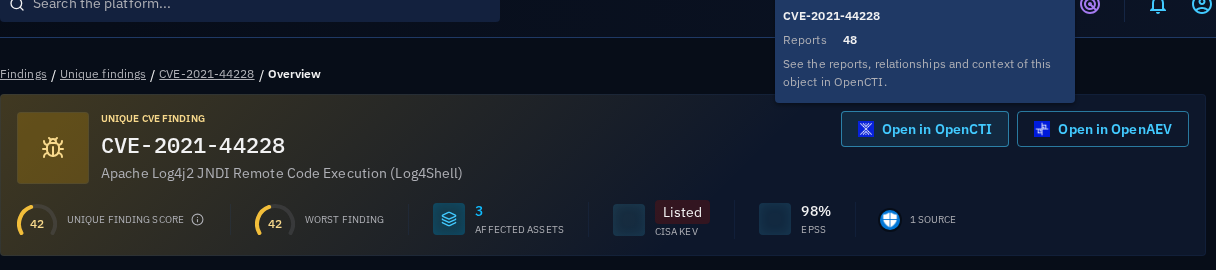 Search the platform...
CVE-2021-44228
Reports 48
See the reports, relationships and context of this
object in OpenCTI.
Findings / Unique findings / CVE-2021-44228 / Overview
UNIQUE CVE FINDING
CVE-2021-44228
Apache Log4j2 JNDI Remote Code Execution (Log4Shell)
Open in OpenCTI
Open in OpenAEV
42 UNIQUE FINDING SCORE
42 WORST FINDING
3
AFFECTED ASSETS
Listed
CISA KEV
98%
EPSS
1 SOURCE